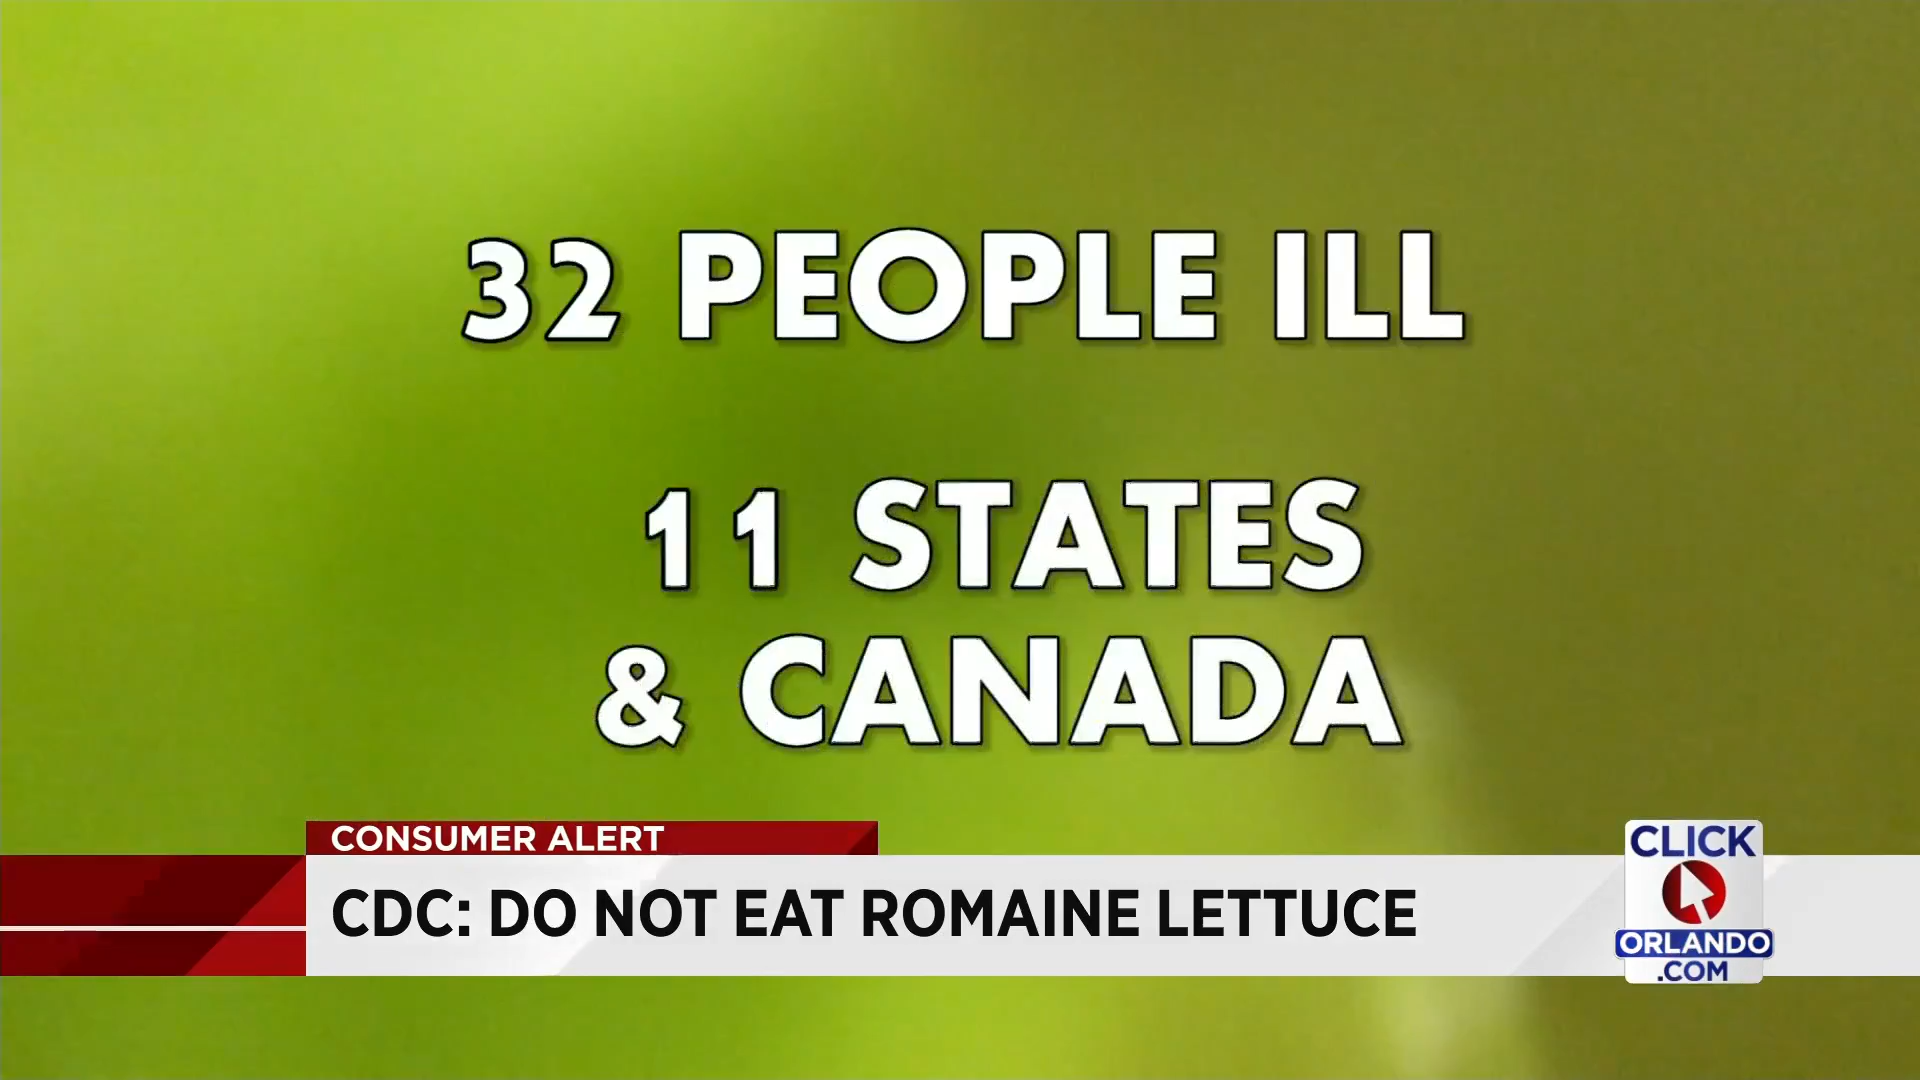 32 PEOPLE ILL
11 STATES
& CANADA
CONSUMER ALERT
CDC: DO NOT EAT ROMAINE LETTUCE
CLICK
ORLANDO
.COM